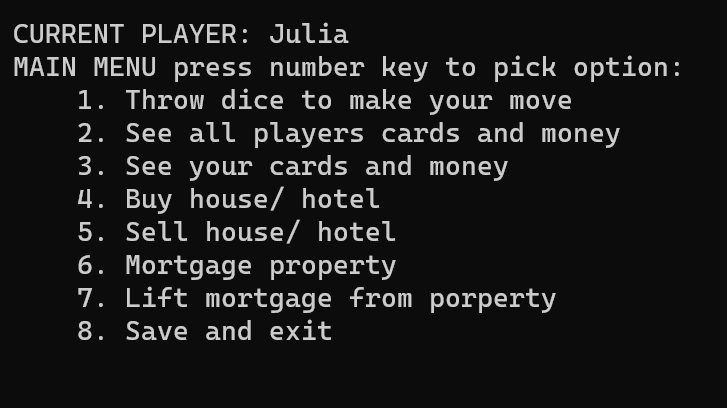 CURRENT PLAYER: Julia
MAIN MENU press number key to pick option:
1. Throw dice to make your move
2. See all players cards and money
3. See your cards and money
4. Buy house/ hotel
5. Sell house/ hotel
6. Mortgage property
7. Lift mortgage from porperty
8. Save and exit